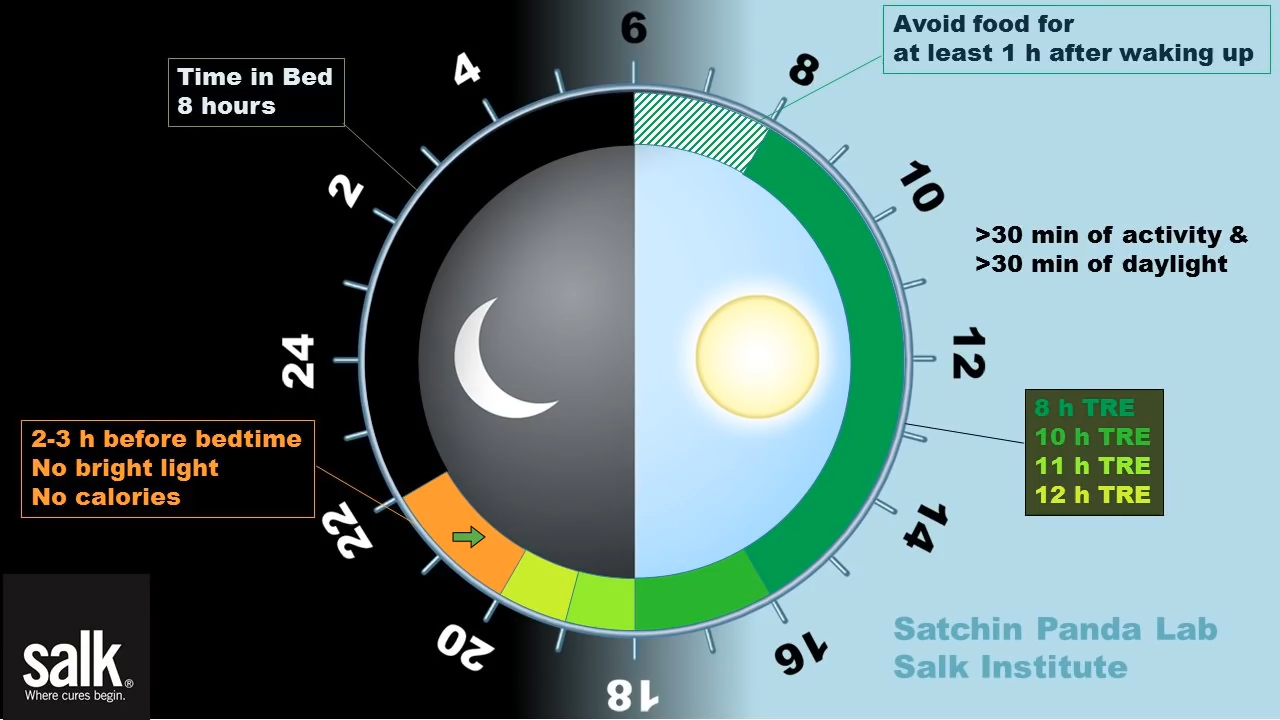 Time in Bed
8 hours
Avoid food for
at least 1 h after waking up
6
8
10
12
14
16
18
20
22
24
2
4
>30 min of activity &
>30 min of daylight
8 h TRE
10 h TRE
11 h TRE
12 h TRE
2-3 h before bedtime
No bright light
No calories
Satchin Panda Lab
Salk Institute
salk®
Where cures begin.